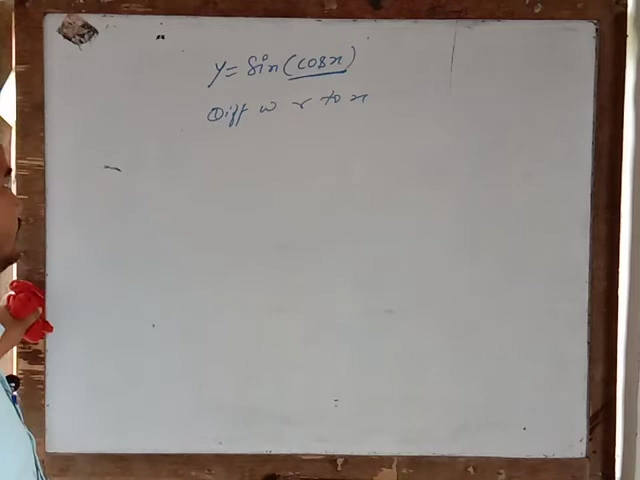 y = sin (cosx)
Diff w r to x